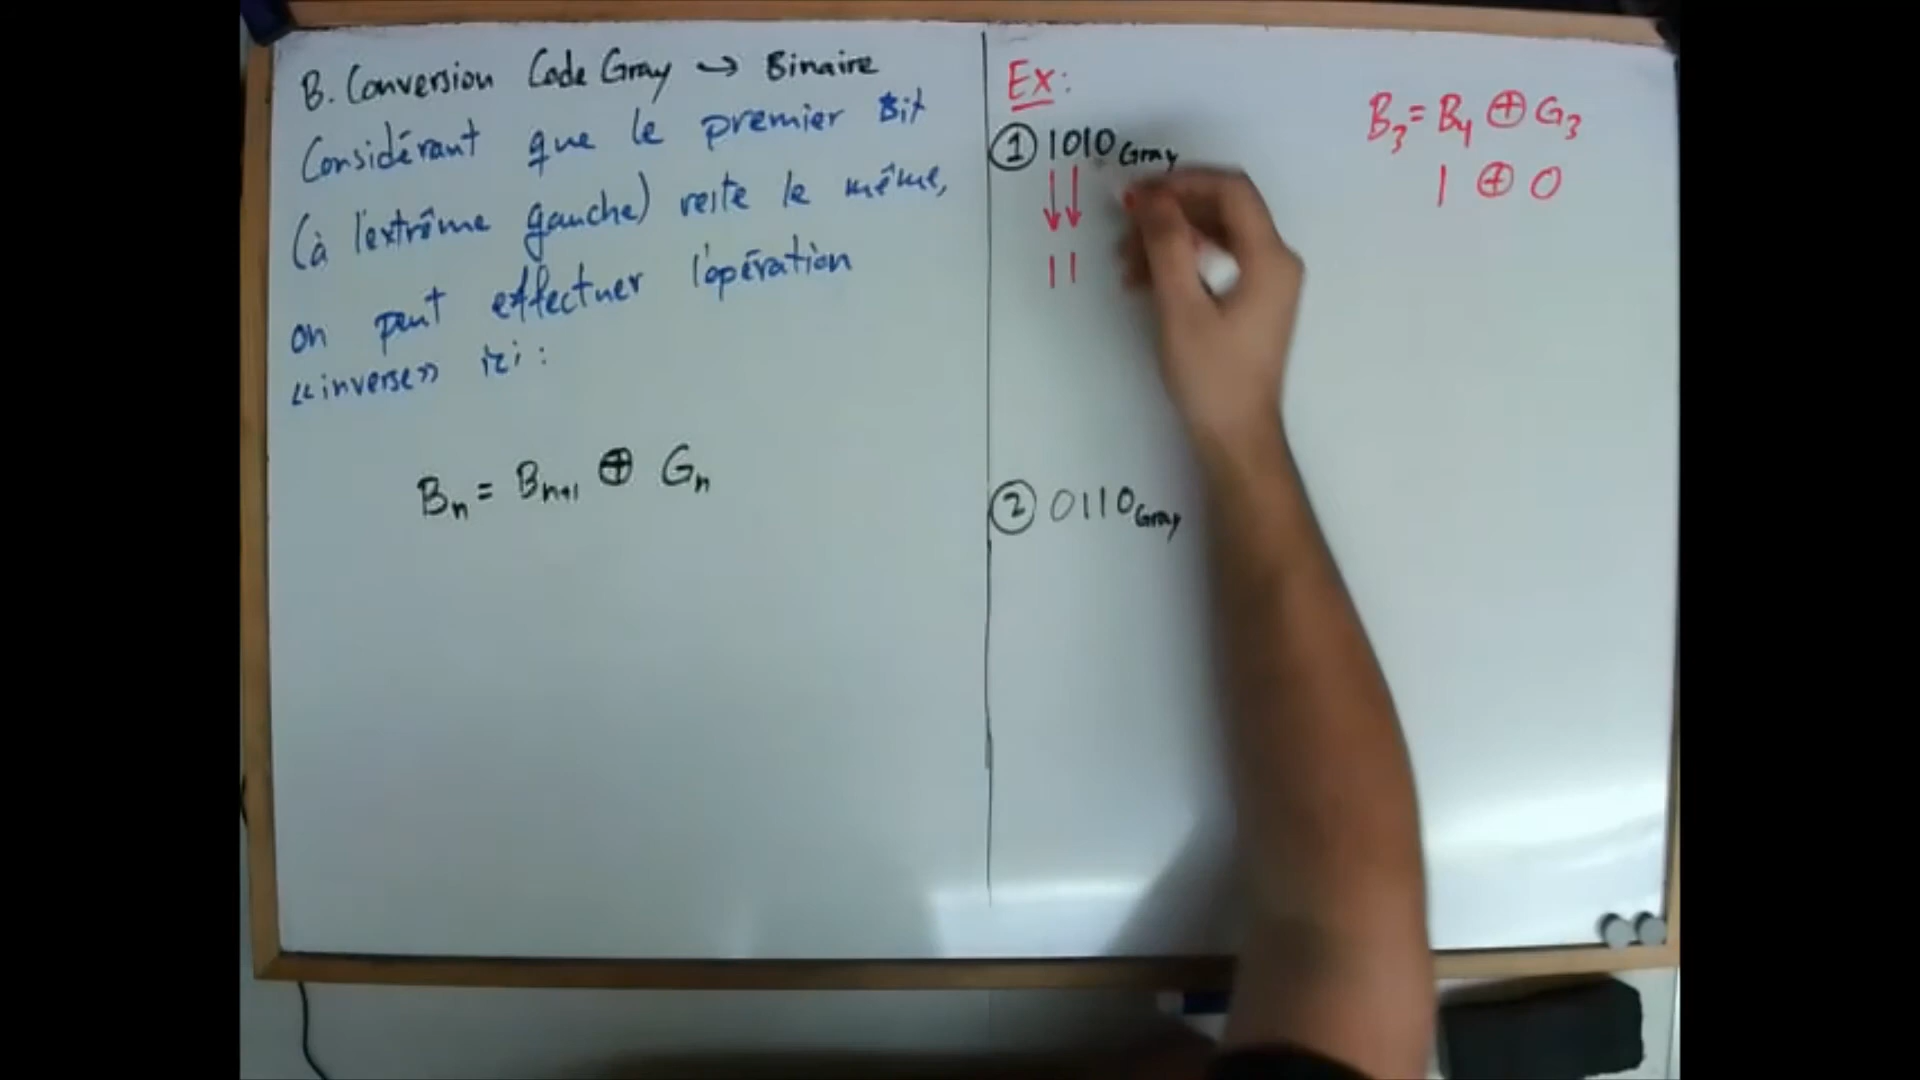 B. Conversion Code Gray → Binaire
Considérant que le premier Bit
(à l'extrême gauche) reste le même,
on peut effectuer l'opération
«inverse» ici :
Bn = Bn+1 ⊕ Gn
Ex:
① 1010Gray
11
B3 = B4 ⊕ G3
1 ⊕ 0
② 0110Gray